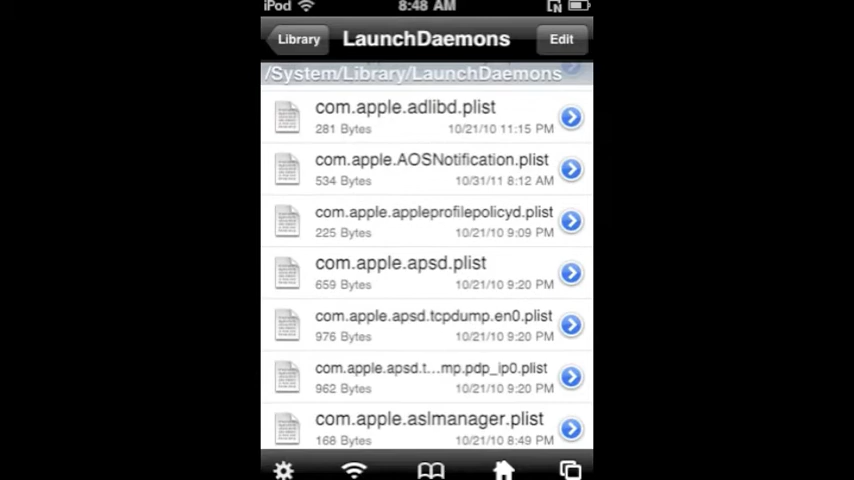 iPod 8:48 AM
Library LaunchDaemons Edit
/System/Library/LaunchDaemons
com.apple.adlibd.plist
281 Bytes 10/21/10 11:15 PM
com.apple.AOSNotification.plist
534 Bytes 10/31/11 8:12 AM
com.apple.appleprofilepolicyd.plist
225 Bytes 10/21/10 9:09 PM
com.apple.apsd.plist
659 Bytes 10/21/10 9:20 PM
com.apple.apsd.tcpdump.en0.plist
976 Bytes 10/21/10 9:20 PM
com.apple.apsd.t...mp.pdp_ip0.plist
962 Bytes 10/21/10 9:20 PM
com.apple.aslmanager.plist
168 Bytes 10/21/10 8:49 PM